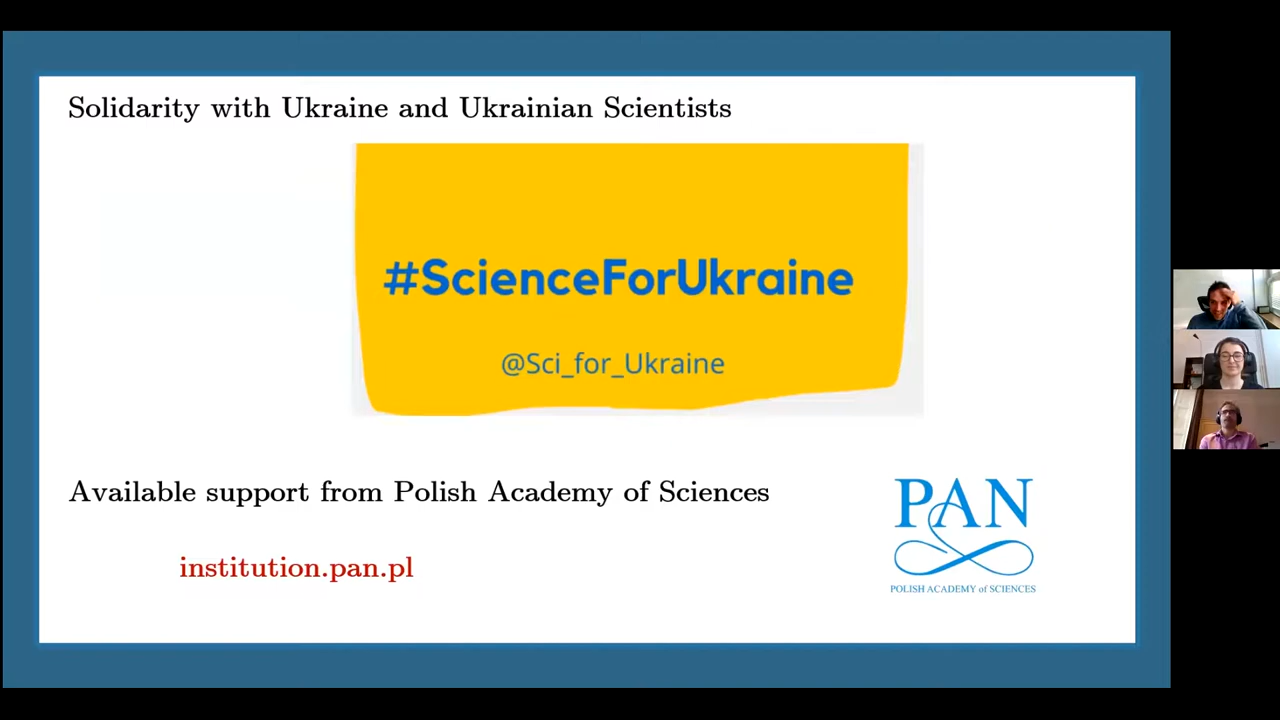 Solidarity with Ukraine and Ukrainian Scientists
#ScienceForUkraine
@Sci_for_Ukraine
Available support from Polish Academy of Sciences
institution.pan.pl
PAN
POLISH ACADEMY of SCIENCES